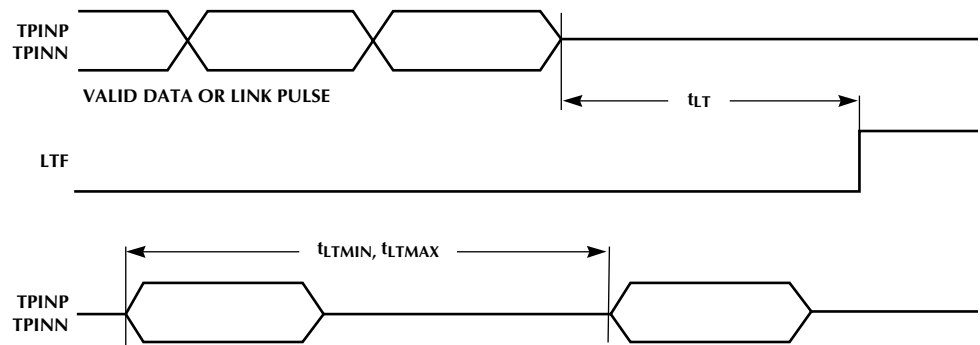 TPINP
TPINN
VALID DATA OR LINK PULSE
tLT
LTF
tLTMIN, tLTMAX
TPINP
TPINN